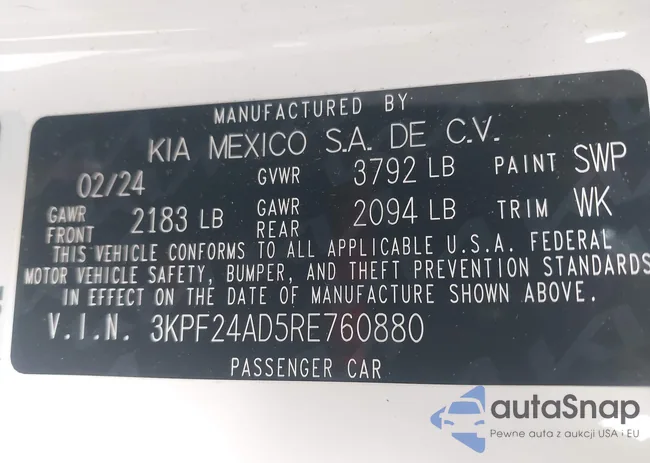 MANUFACTURED BY
KIA MEXICO S.A. DE C.V.
02/24 GVWR 3792 LB PAINT SWP
GAWR FRONT 2183 LB GAWR REAR 2094 LB TRIM WK
THIS VEHICLE CONFORMS TO ALL APPLICABLE U.S.A. FEDERAL
MOTOR VEHICLE SAFETY, BUMPER, AND THEFT PREVENTION STANDARDS
IN EFFECT ON THE DATE OF MANUFACTURE SHOWN ABOVE.
V.I.N. 3KPF24AD5RE760880
PASSENGER CAR
autaSnap
Pewne auta z aukcji USA i EU